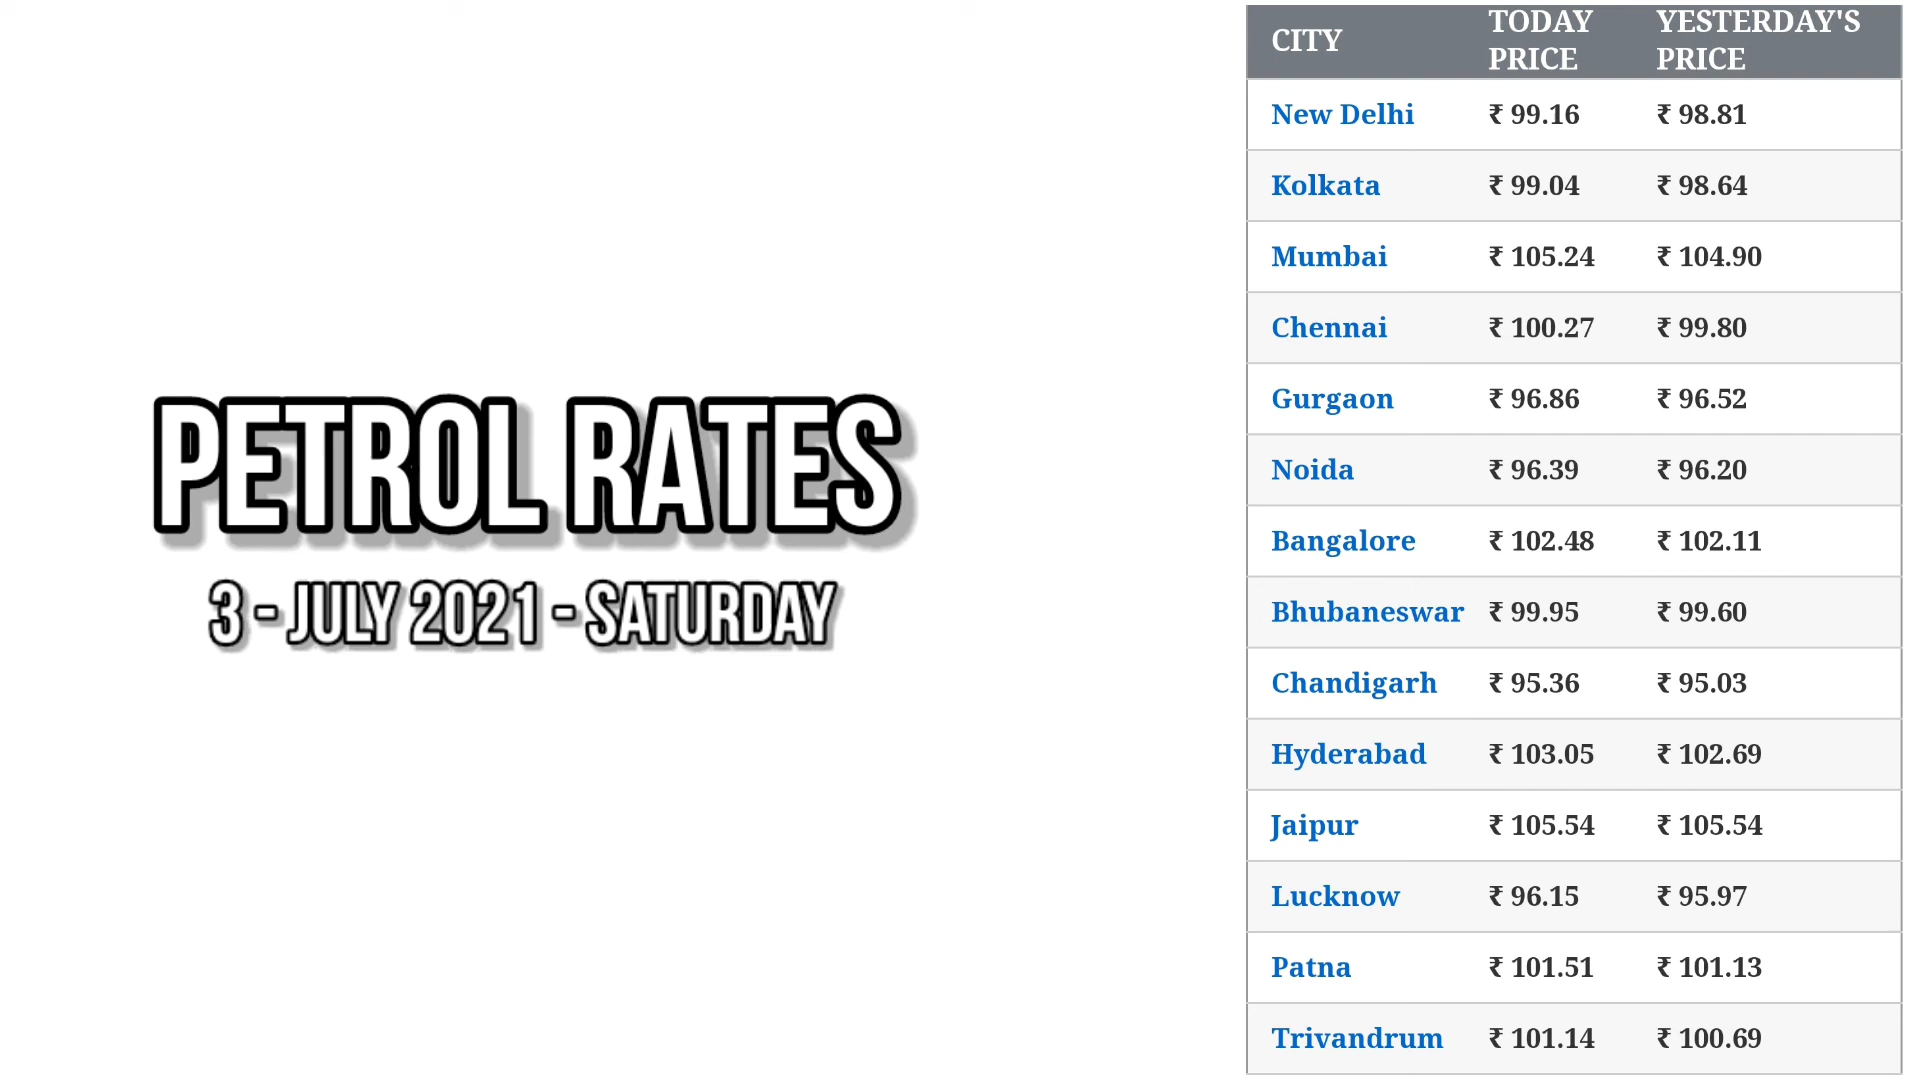 PETROL RATES
3 - JULY 2021 - SATURDAY
CITY TODAY PRICE YESTERDAY'S PRICE
New Delhi ₹ 99.16 ₹ 98.81
Kolkata ₹ 99.04 ₹ 98.64
Mumbai ₹ 105.24 ₹ 104.90
Chennai ₹ 100.27 ₹ 99.80
Gurgaon ₹ 96.86 ₹ 96.52
Noida ₹ 96.39 ₹ 96.20
Bangalore ₹ 102.48 ₹ 102.11
Bhubaneswar ₹ 99.95 ₹ 99.60
Chandigarh ₹ 95.36 ₹ 95.03
Hyderabad ₹ 103.05 ₹ 102.69
Jaipur ₹ 105.54 ₹ 105.54
Lucknow ₹ 96.15 ₹ 95.97
Patna ₹ 101.51 ₹ 101.13
Trivandrum ₹ 101.14 ₹ 100.69